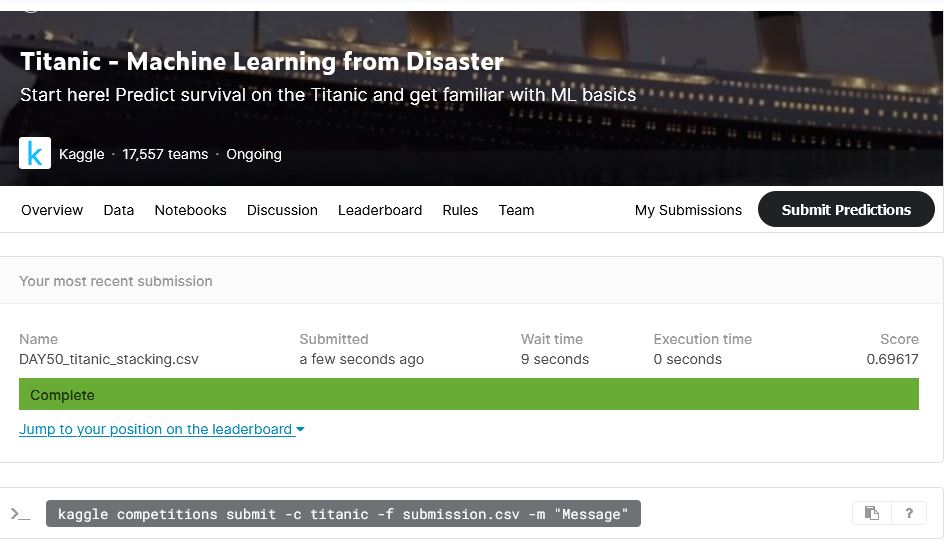 Titanic - Machine Learning from Disaster
Start here! Predict survival on the Titanic and get familiar with ML basics
k Kaggle · 17,557 teams · Ongoing
Overview Data Notebooks Discussion Leaderboard Rules Team My Submissions Submit Predictions
Your most recent submission
Name Submitted Wait time Execution time Score
DAY50_titanic_stacking.csv a few seconds ago 9 seconds 0 seconds 0.69617
Complete
Jump to your position on the leaderboard
>_ kaggle competitions submit -c titanic -f submission.csv -m "Message" ?